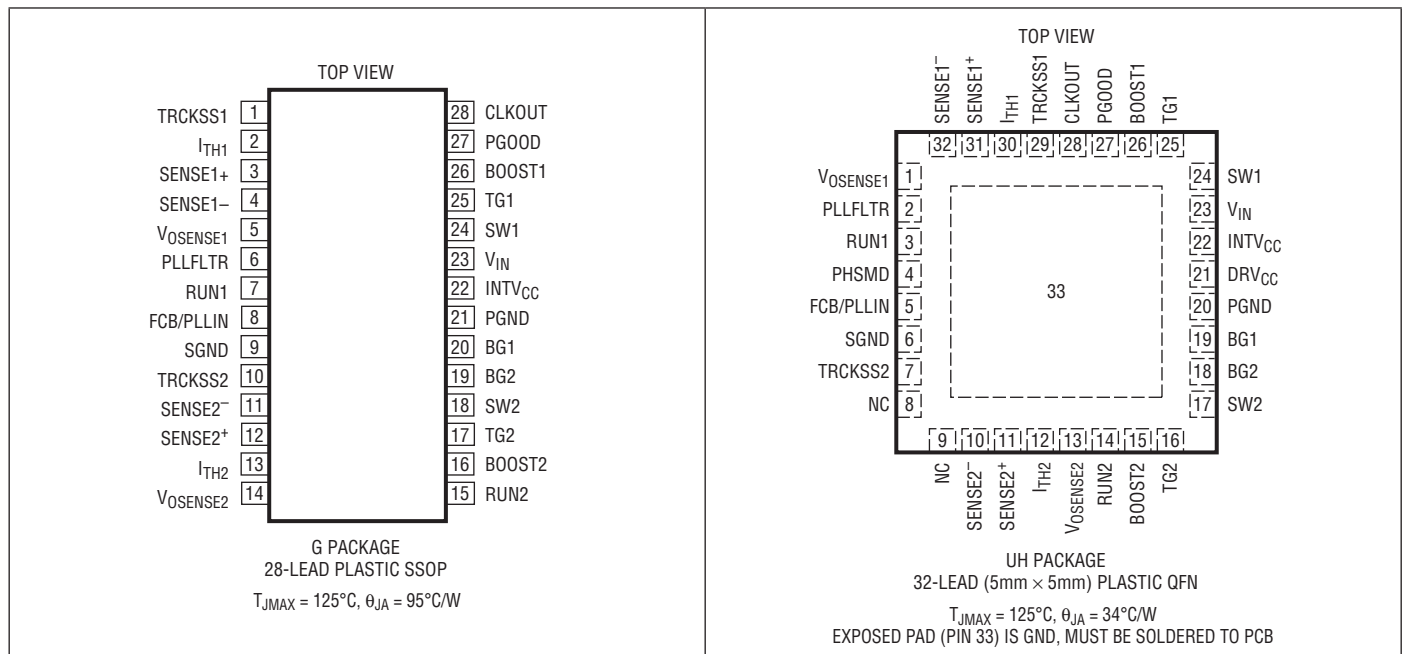 TOP VIEW
TRCKSS1 1
ITH1 2
SENSE1+ 3
SENSE1– 4
VOSENSE1 5
PLLFLTR 6
RUN1 7
FCB/PLLIN 8
SGND 9
TRCKSS2 10
SENSE2– 11
SENSE2+ 12
ITH2 13
VOSENSE2 14
28 CLKOUT
27 PGOOD
26 BOOST1
25 TG1
24 SW1
23 VIN
22 INTVCC
21 PGND
20 BG1
19 BG2
18 SW2
17 TG2
16 BOOST2
15 RUN2
G PACKAGE
28-LEAD PLASTIC SSOP
TJMAX = 125°C, θJA = 95°C/W
TOP VIEW
SENSE1–
SENSE1+
ITH1
TRCKSS1
CLKOUT
PGOOD
BOOST1
TG1
32 31 30 29 28 27 26 25
VOSENSE1 1
PLLFLTR 2
RUN1 3
PHSMD 4
FCB/PLLIN 5
SGND 6
TRCKSS2 7
NC 8
33
24 SW1
23 VIN
22 INTVCC
21 DRVCC
20 PGND
19 BG1
18 BG2
17 SW2
9 10 11 12 13 14 15 16
NC
SENSE2–
SENSE2+
ITH2
VOSENSE2
RUN2
BOOST2
TG2
UH PACKAGE
32-LEAD (5mm × 5mm) PLASTIC QFN
TJMAX = 125°C, θJA = 34°C/W
EXPOSED PAD (PIN 33) IS GND, MUST BE SOLDERED TO PCB